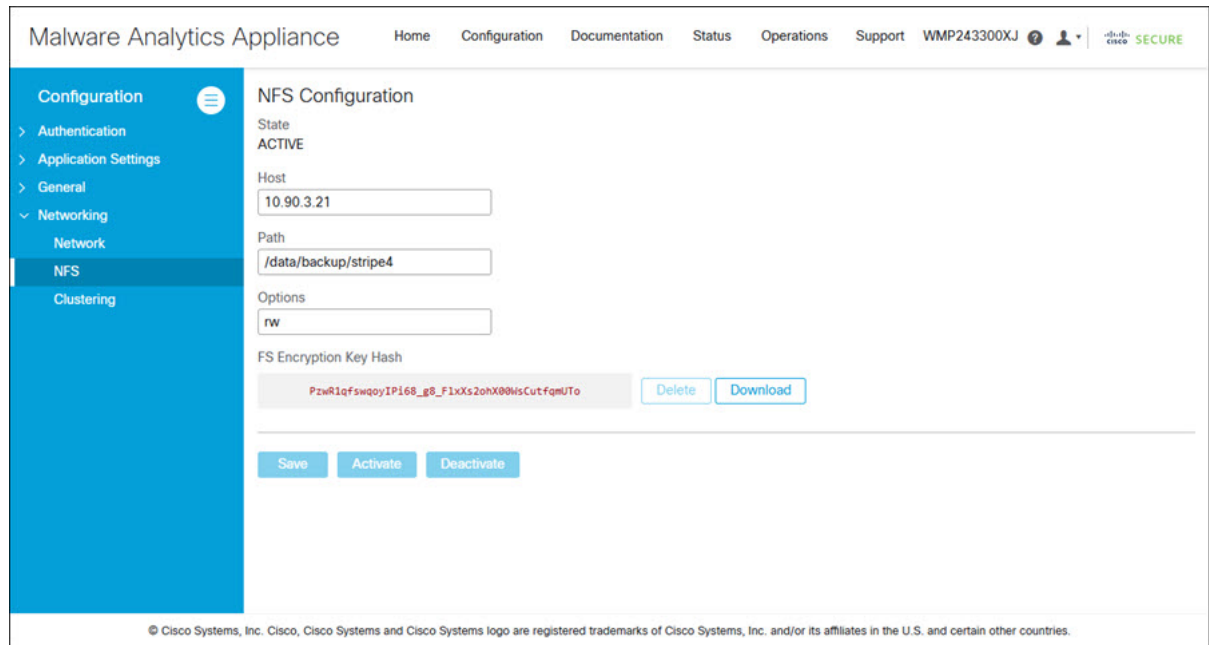 Malware Analytics Appliance Home Configuration Documentation Status Operations Support WMP243300XJ ? cisco SECURE
Configuration
> Authentication
> Application Settings
> General
Networking
Network
NFS
Clustering
NFS Configuration
State
ACTIVE
Host
10.90.3.21
Path
/data/backup/stripe4
Options
rw
FS Encryption Key Hash
PzwR1qfswqoyIPi68_g8_F1xXs2ohX00WsCutfqmUTo Delete Download
Save Activate Deactivate
© Cisco Systems, Inc. Cisco, Cisco Systems and Cisco Systems logo are registered trademarks of Cisco Systems, Inc. and/or its affiliates in the U.S. and certain other countries.